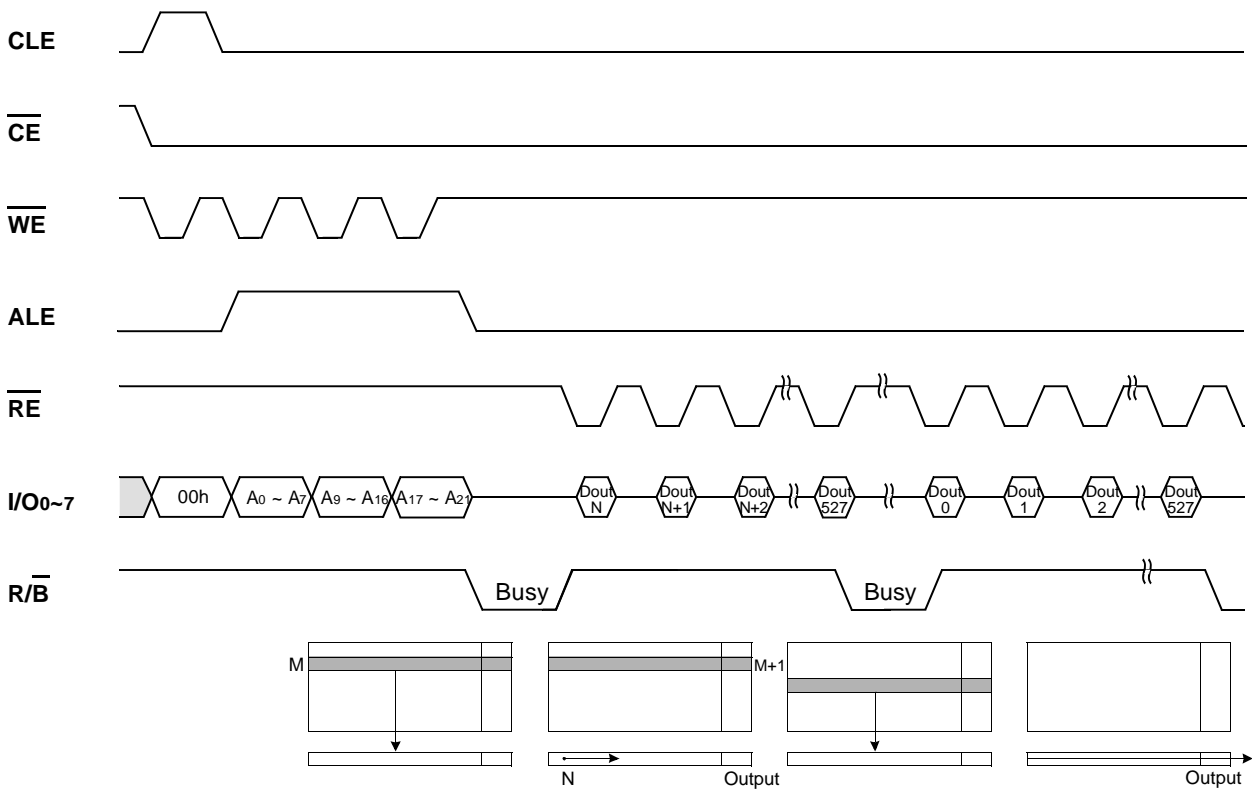 CLE
CE
WE
ALE
RE
I/O0~7 00h A0 ~ A7 A9 ~ A16 A17 ~ A21 Dout N Dout N+1 Dout N+2 Dout 527 Dout 0 Dout 1 Dout 2 Dout 527
R/B Busy Busy
M M+1
N Output Output